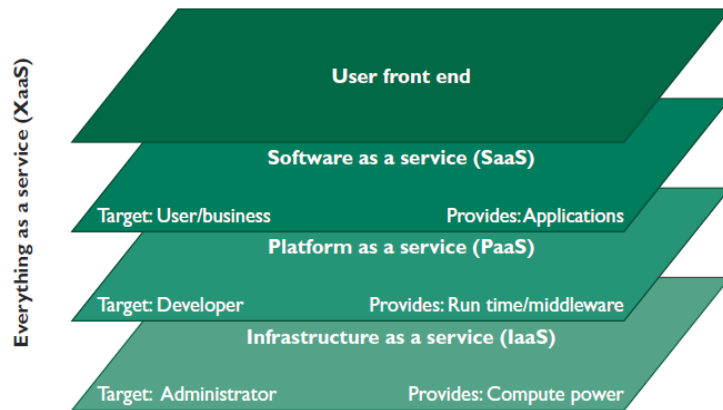 Everything as a service (XaaS)
User front end
Software as a service (SaaS)
Target: User/business Provides: Applications
Platform as a service (PaaS)
Target: Developer Provides: Run time/middleware
Infrastructure as a service (IaaS)
Target: Administrator Provides: Compute power